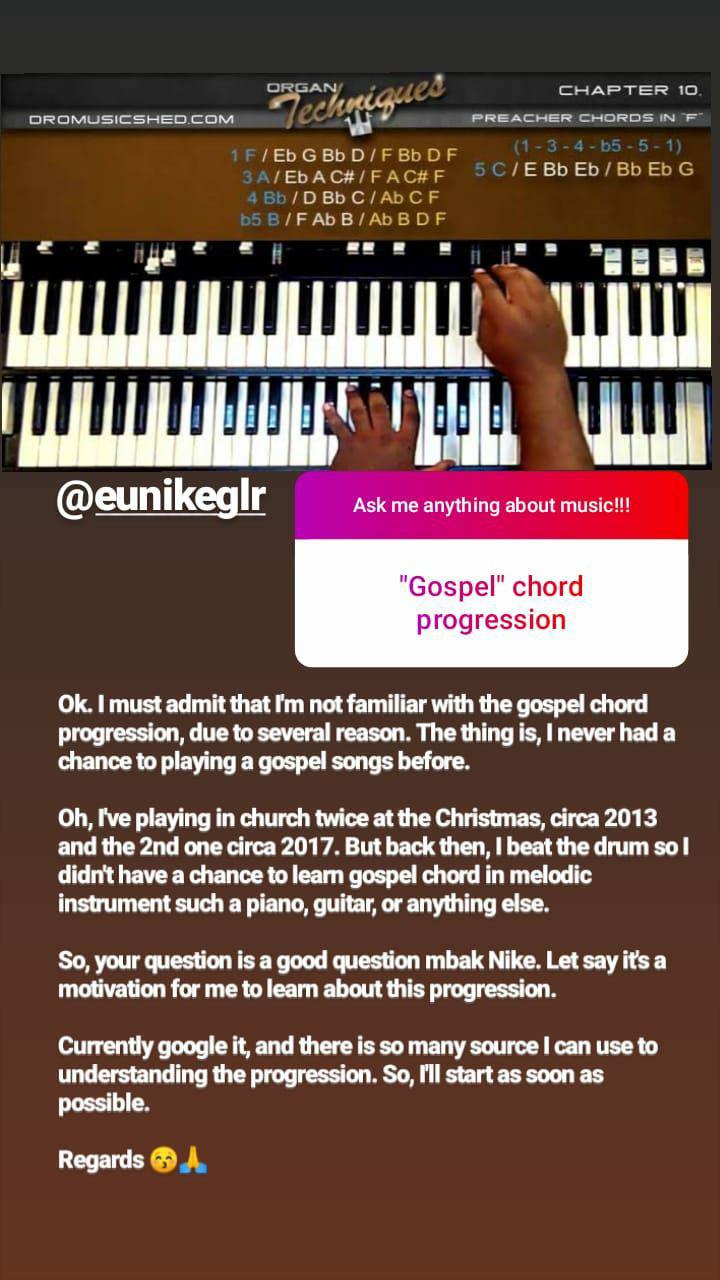 ORGAN
Techniques
CHAPTER 10.
DROMUSICSHED.COM
PREACHER CHORDS IN "F"
(1 - 3 - 4 - b5 - 5 - 1)
1 F / Eb G Bb D / F Bb D F
3 A / Eb A C# / F A C# F
4 Bb / D Bb C / Ab C F
b5 B / F Ab B / Ab B D F
5 C / E Bb Eb / Bb Eb G
@eunikeglr
Ask me anything about music!!!
"Gospel" chord
progression
Ok. I must admit that I'm not familiar with the gospel chord
progression, due to several reason. The thing is, I never had a
chance to playing a gospel songs before.
Oh, I've playing in church twice at the Christmas, circa 2013
and the 2nd one circa 2017. But back then, I beat the drum so I
didn't have a chance to learn gospel chord in melodic
instrument such a piano, guitar, or anything else.
So, your question is a good question mbak Nike. Let say it's a
motivation for me to learn about this progression.
Currently google it, and there is so many source I can use to
understanding the progression. So, I'll start as soon as
possible.
Regards 😚🙏